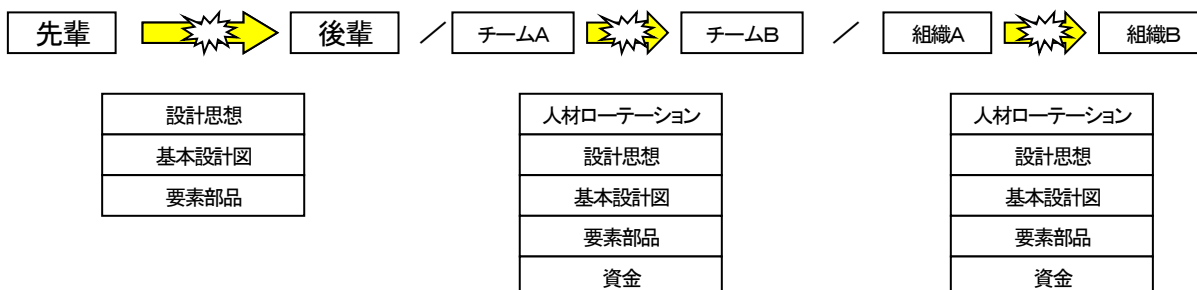 先輩 後輩 ／ チームA チームB ／ 組織A 組織B
設計思想 人材ローテーション 人材ローテーション
基本設計図 設計思想 設計思想
要素部品 基本設計図 基本設計図
要素部品 要素部品
資金 資金